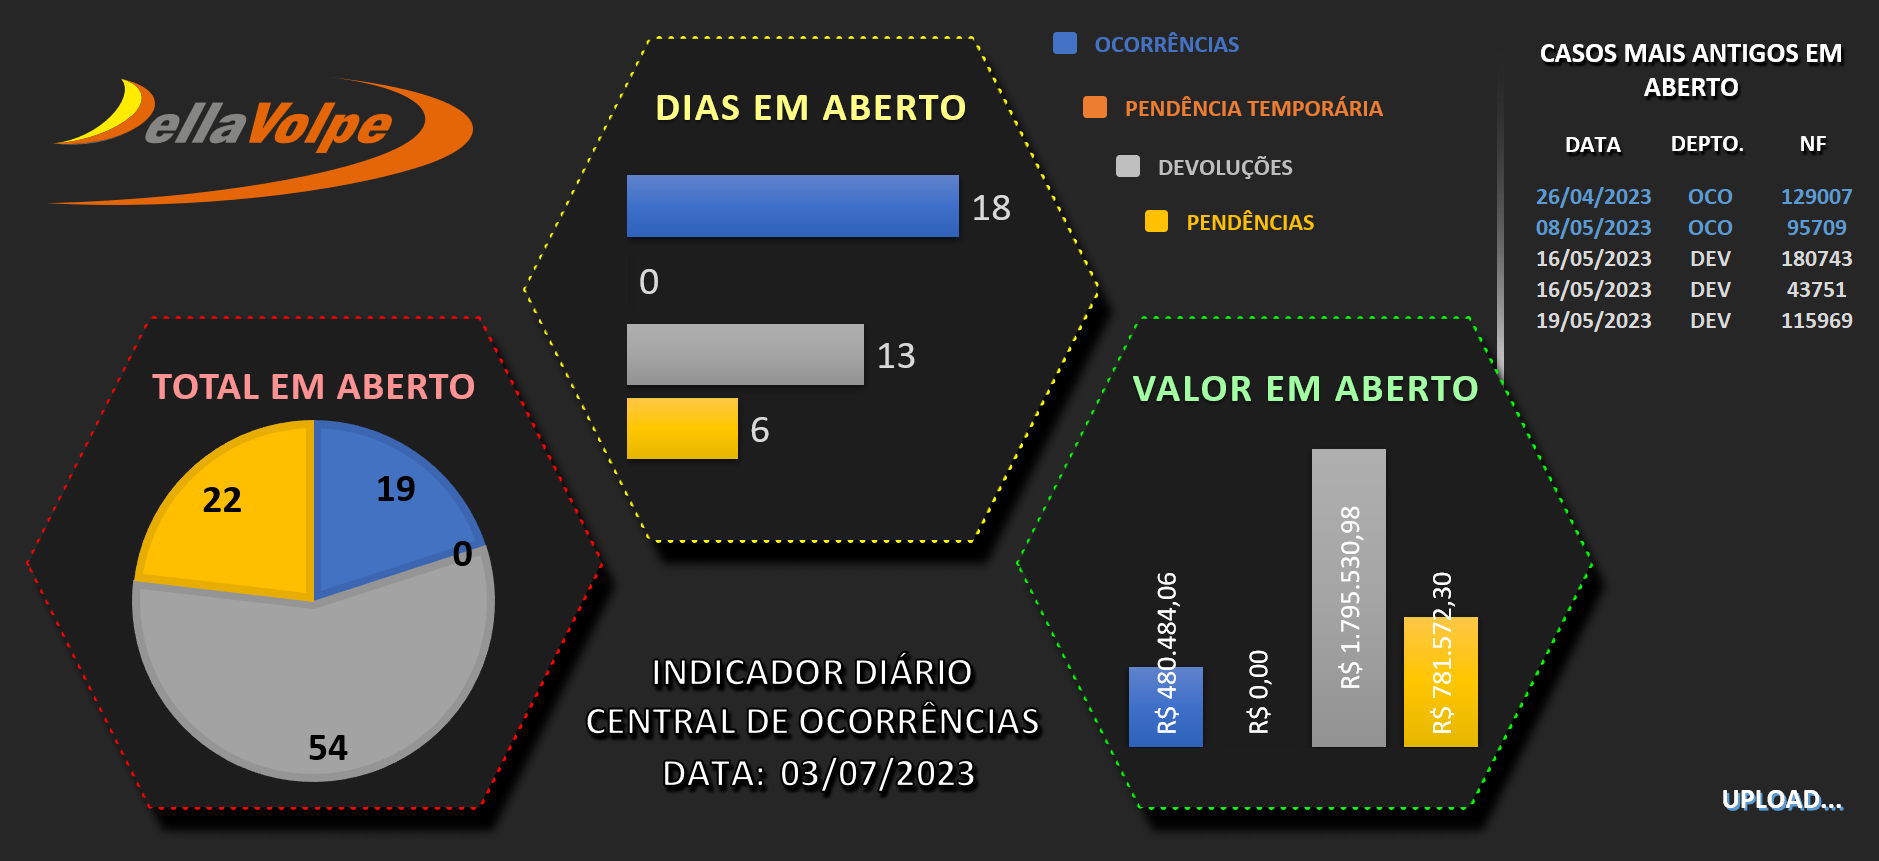 DellaVolpe
DIAS EM ABERTO
18
0
13
6
OCORRÊNCIAS
PENDÊNCIA TEMPORÁRIA
DEVOLUÇÕES
PENDÊNCIAS
CASOS MAIS ANTIGOS EM
ABERTO
DATA DEPTO. NF
26/04/2023 OCO 129007
08/05/2023 OCO 95709
16/05/2023 DEV 180743
16/05/2023 DEV 43751
19/05/2023 DEV 115969
TOTAL EM ABERTO
22
19
0
54
VALOR EM ABERTO
R$ 480.484,06
R$ 0,00
R$ 1.795.530,98
R$ 781.572,30
INDICADOR DIÁRIO
CENTRAL DE OCORRÊNCIAS
DATA: 03/07/2023
UPLOAD...